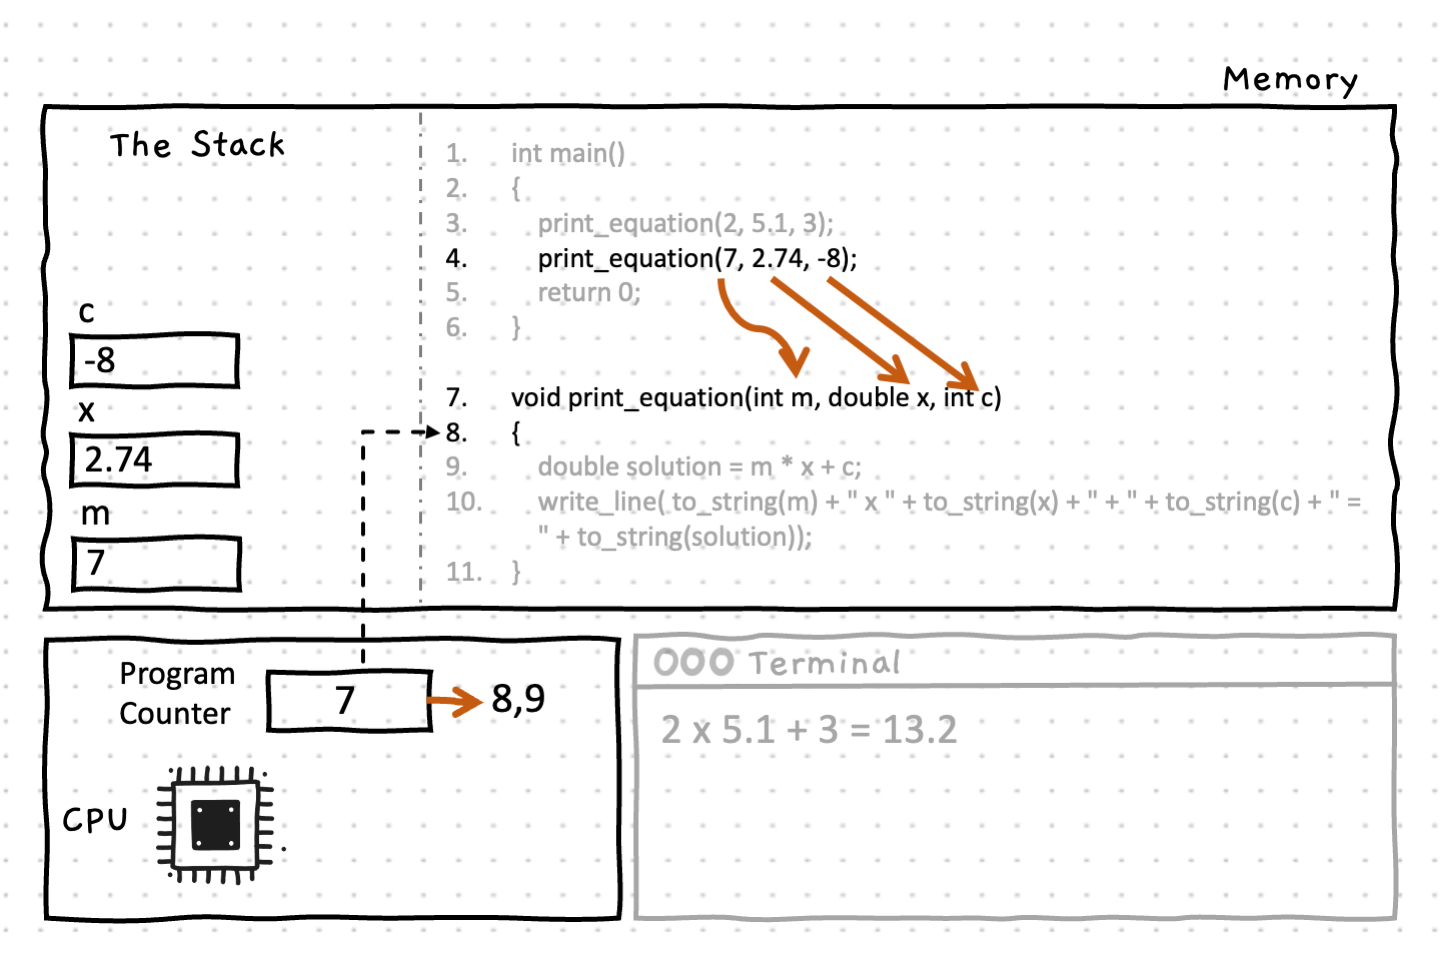 Memory
The Stack
c
-8
x
2.74
m
7
1. int main()
2. {
3. print_equation(2, 5.1, 3);
4. print_equation(7, 2.74, -8);
5. return 0;
6. }
7. void print_equation(int m, double x, int c)
8. {
9. double solution = m * x + c;
10. write_line( to_string(m) + " x " + to_string(x) + " + " + to_string(c) + " =
" + to_string(solution));
11. }
Program
Counter
7
8,9
CPU
Terminal
2 x 5.1 + 3 = 13.2